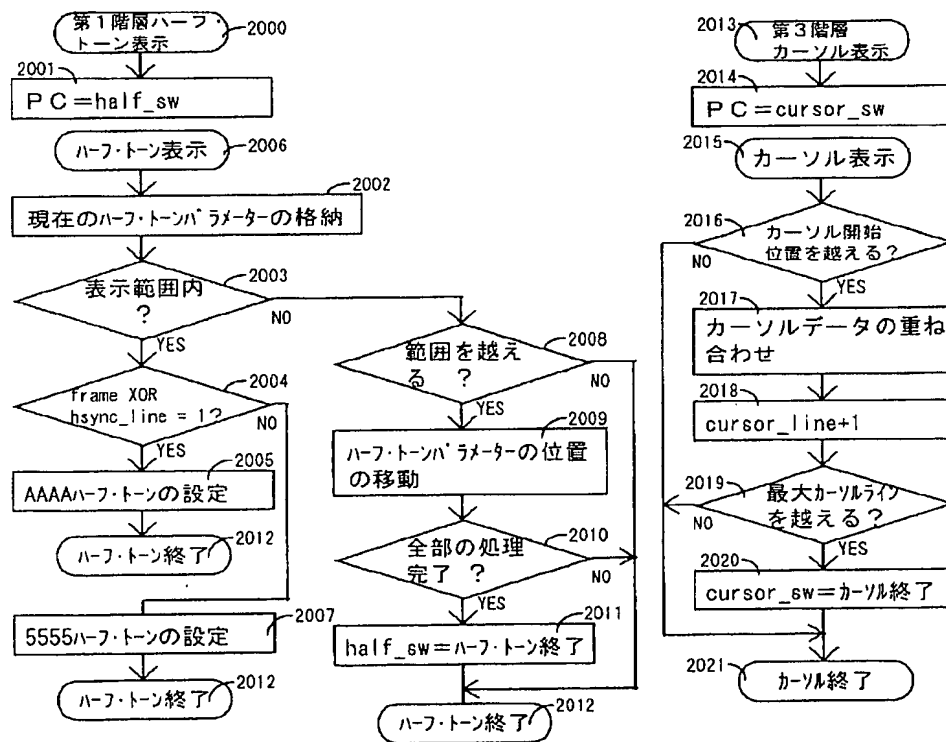 第1階層ハーフ・
トーン表示
2000
2001
PC=half_sw
ハーフ・トーン表示
2006
2002
現在のハーフ・トーンパラメーターの格納
2003
表示範囲内
?
NO
YES
2004
frame XOR
hsync_line = 1?
NO
YES
2005
AAAAハーフ・トーンの設定
2012
ハーフ・トーン終了
2007
5555ハーフ・トーンの設定
2012
ハーフ・トーン終了
2008
範囲を越え
る ?
NO
YES
2009
ハーフ・トーンパラメーターの位置
の移動
2010
全部の処理
完了 ?
NO
YES
2011
half_sw=ハーフ・トーン終了
2012
ハーフ・トーン終了
2013
第3階層
カーソル表示
2014
PC=cursor_sw
2015
カーソル表示
2016
カーソル開始
位置を越える?
NO
YES
2017
カーソルデータの重ね
合わせ
2018
cursor_line+1
2019
最大カーソルライン
を越える?
NO
YES
2020
cursor_sw=カーソル終了
2021
カーソル終了